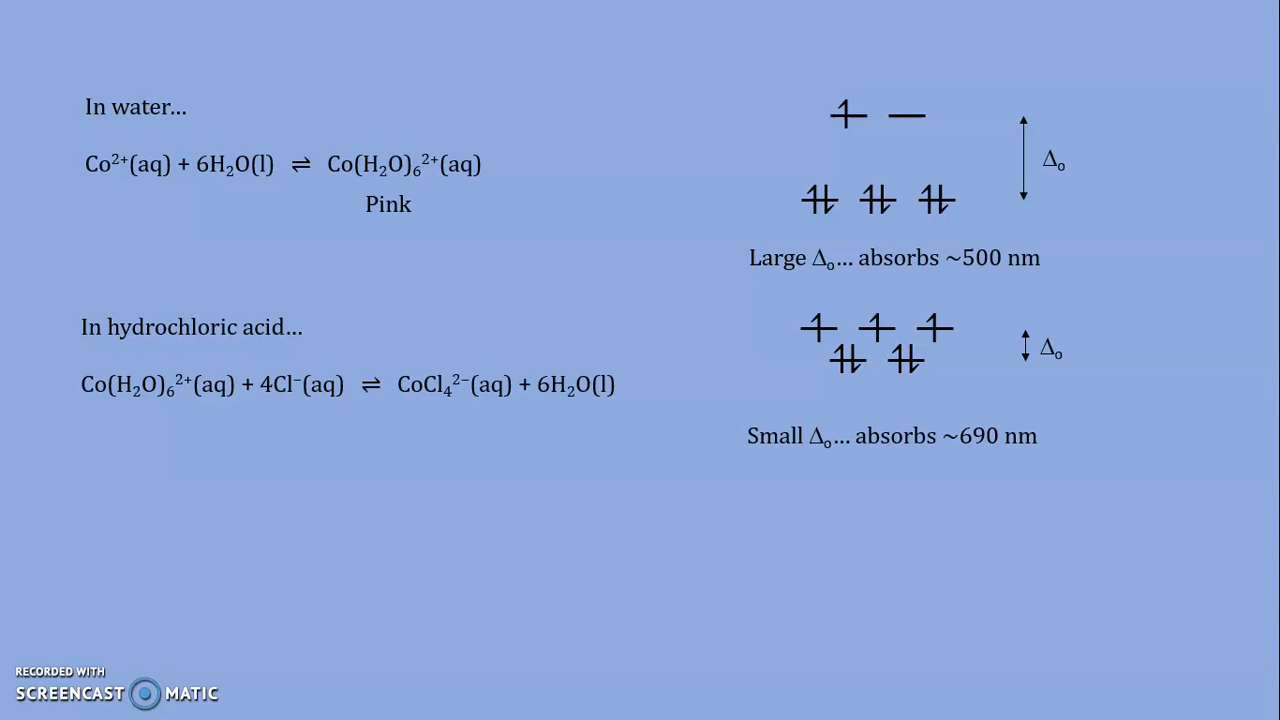 In water…
Co²⁺(aq) + 6H₂O(l) ⇌ Co(H₂O)₆²⁺(aq)
Pink
Δₒ
Large Δₒ… absorbs ~500 nm
In hydrochloric acid…
Co(H₂O)₆²⁺(aq) + 4Cl⁻(aq) ⇌ CoCl₄²⁻(aq) + 6H₂O(l)
Δₒ
Small Δₒ… absorbs ~690 nm
RECORDED WITH
SCREENCAST MATIC